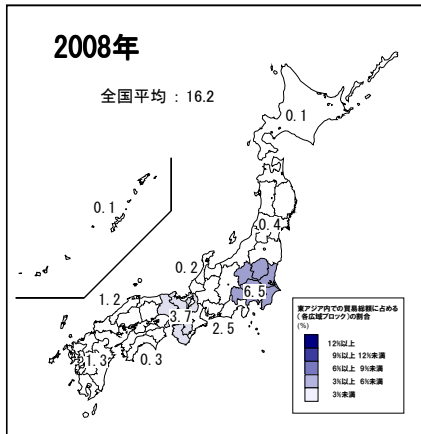 2008年
全国平均 : 16.2
0.1
0.1
0.4
0.2
6.5
1.2
3.7
2.5
1.3
0.3
東アジア内での貿易総額に占める
(各広域ブロック)の割合
(%)
12%以上
9%以上 12%未満
6%以上 9%未満
3%以上 6%未満
3%未満